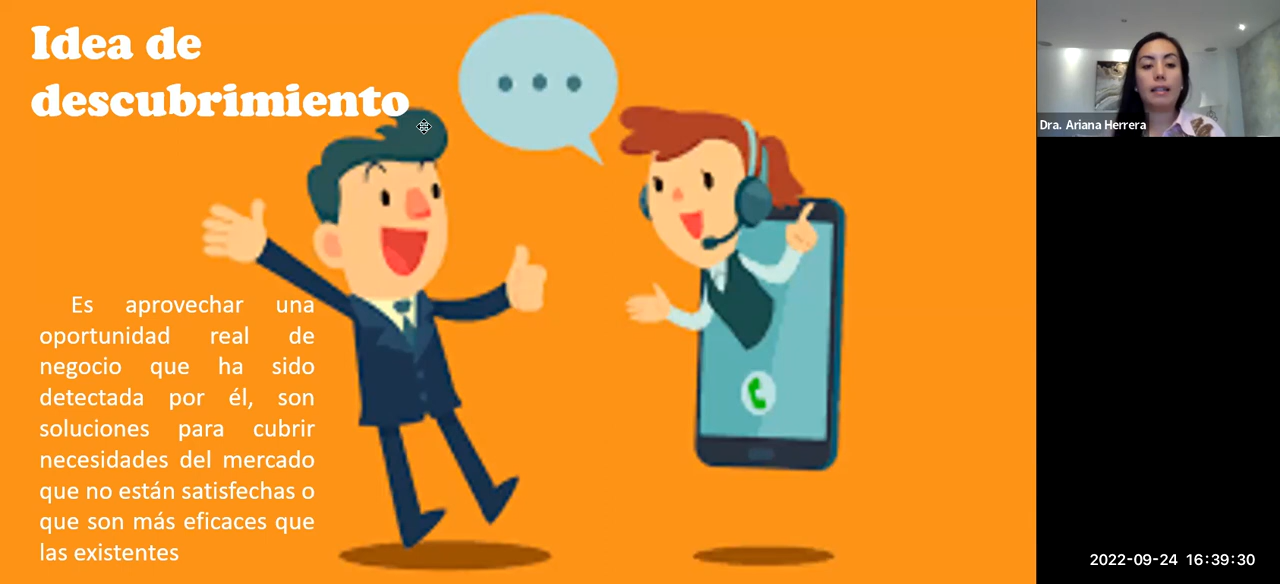 Idea de
descubrimiento
Es aprovechar una
oportunidad real de
negocio que ha sido
detectada por él, son
soluciones para cubrir
necesidades del mercado
que no están satisfechas o
que son más eficaces que
las existentes
Dra. Ariana Herrera
2022-09-24 16:39:30